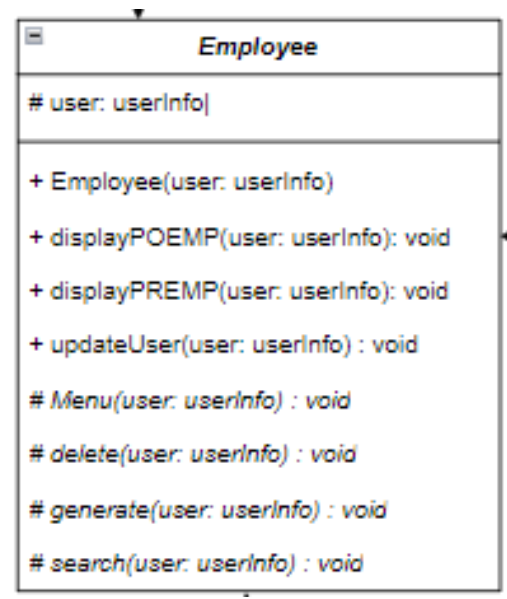 Employee
# user: userInfo|
+ Employee(user: userInfo)
+ displayPOEMP(user: userInfo): void
+ displayPREMP(user: userInfo): void
+ updateUser(user: userInfo) : void
# Menu(user: userInfo) : void
# delete(user: userInfo) : void
# generate(user: userInfo) : void
# search(user: userInfo) : void